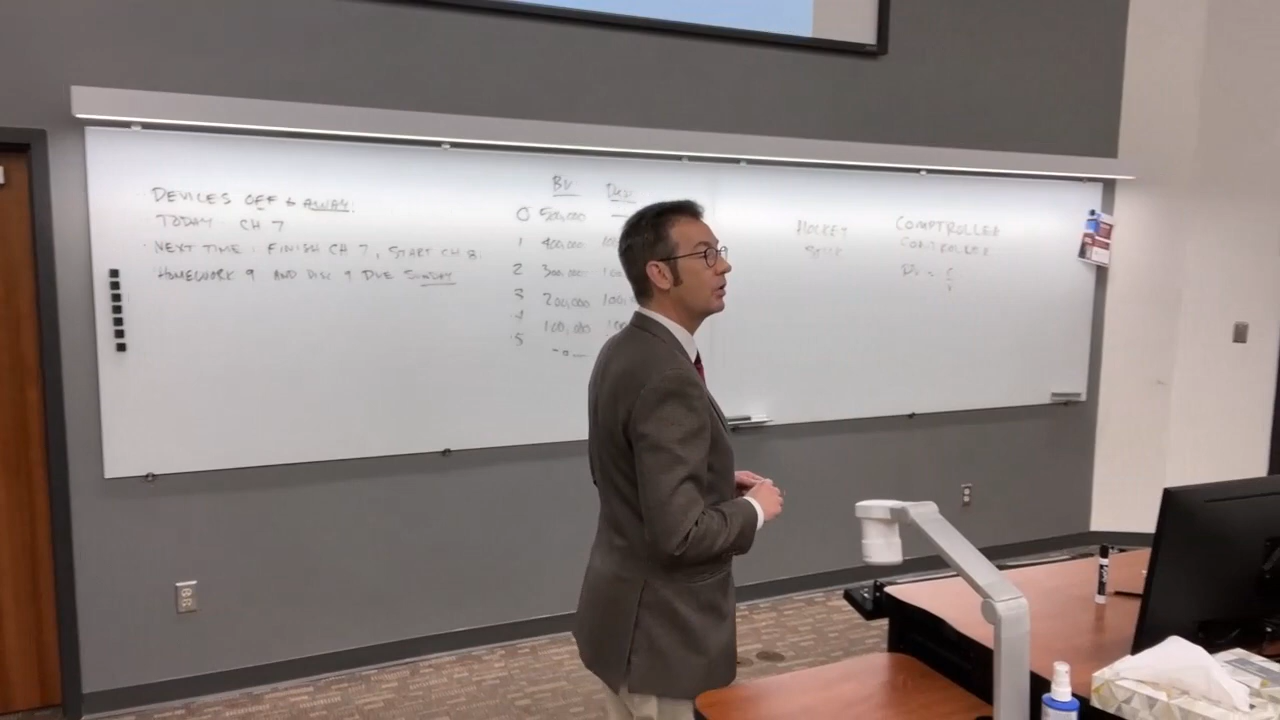 DEVICES OFF & AWAY!
TODAY CH 7
NEXT TIME: FINISH CH 7, START CH 8
HOMEWORK 9 AND DISC 9 DUE SUNDAY
BV
0 500,000 —
1 400,000
2 300,000
3 200,000 100,
4 100,000
5 -0-
HOCKEY
STICK
COMPTROLLER
CONTROLLER